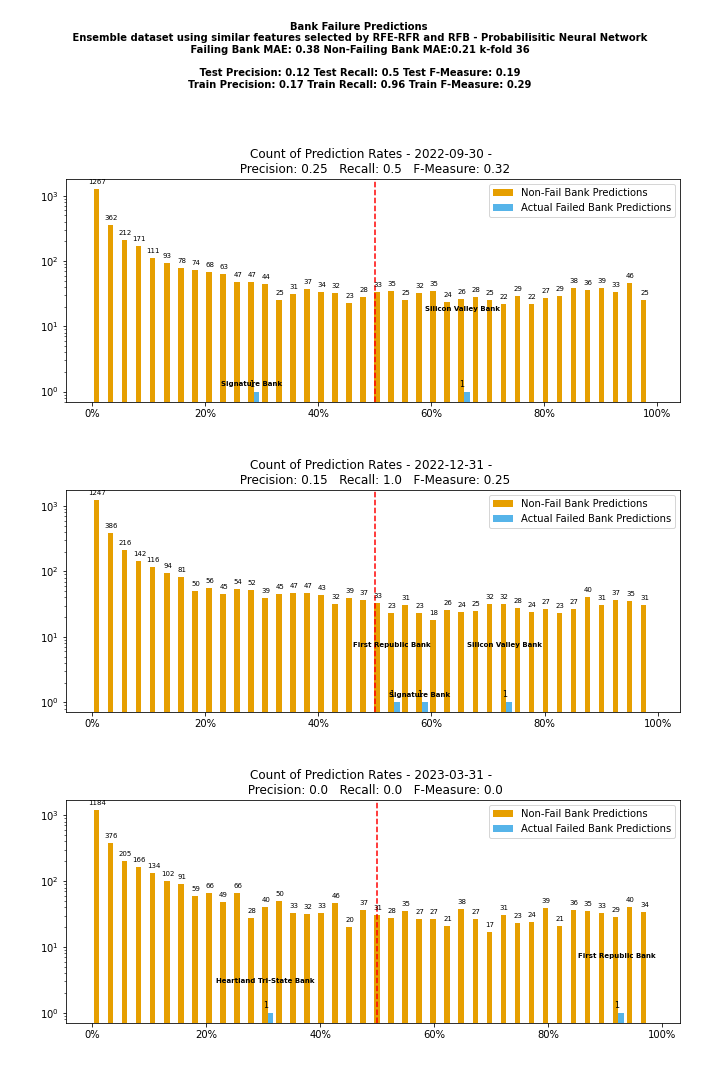 Bank Failure Predictions
Ensemble dataset using similar features selected by RFE-RFR and RFB - Probabilisitic Neural Network
Failing Bank MAE: 0.38 Non-Failing Bank MAE:0.21 k-fold 36
Test Precision: 0.12 Test Recall: 0.5 Test F-Measure: 0.19
Train Precision: 0.17 Train Recall: 0.96 Train F-Measure: 0.29
Count of Prediction Rates - 2022-09-30 -
Precision: 0.25 Recall: 0.5 F-Measure: 0.32
Non-Fail Bank Predictions
Actual Failed Bank Predictions
10³
10²
10¹
10⁰
1267 362 212 171 111 93 78 74 68 63 47 47 44 25 31 37 34 32 23 28 33 35 25 32 35 24 26 28 25 22 29 22 27 29 38 36 39 33 46 25
Silicon Valley Bank
Signature Bank
1 1
0% 20% 40% 60% 80% 100%
Count of Prediction Rates - 2022-12-31 -
Precision: 0.15 Recall: 1.0 F-Measure: 0.25
Non-Fail Bank Predictions
Actual Failed Bank Predictions
10³
10²
10¹
10⁰
1247 386 216 142 116 94 81 50 56 45 54 52 39 45 47 47 43 32 39 37 33 23 31 23 18 26 24 25 32 32 28 24 27 23 27 40 31 37 35 31
First Republic Bank Silicon Valley Bank
Signature Bank
1 1 1
0% 20% 40% 60% 80% 100%
Count of Prediction Rates - 2023-03-31 -
Precision: 0.0 Recall: 0.0 F-Measure: 0.0
Non-Fail Bank Predictions
Actual Failed Bank Predictions
10³
10²
10¹
10⁰
1184 376 205 166 134 102 91 59 66 49 66 28 40 50 33 32 33 46 20 37 31 28 35 27 27 21 38 27 17 31 23 24 39 21 36 35 33 29 40 34
First Republic Bank
Heartland Tri-State Bank
1 1
0% 20% 40% 60% 80% 100%